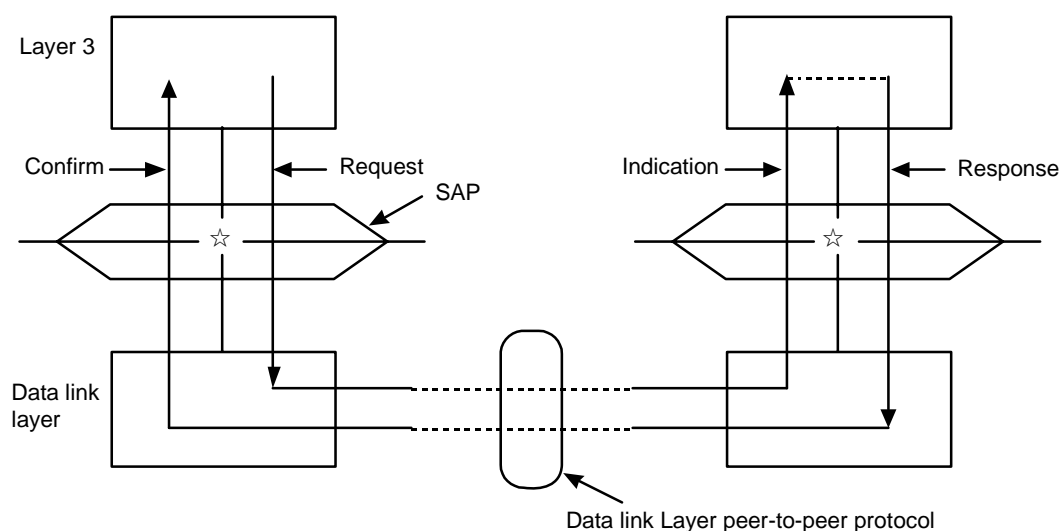 Layer 3
Confirm
Request
SAP
Indication
Response
Data link
layer
Data link Layer peer-to-peer protocol